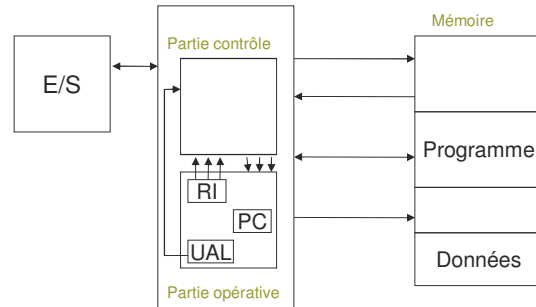 Mémoire
Partie contrôle
E/S
Programme
RI
PC
UAL
Données
Partie opérative